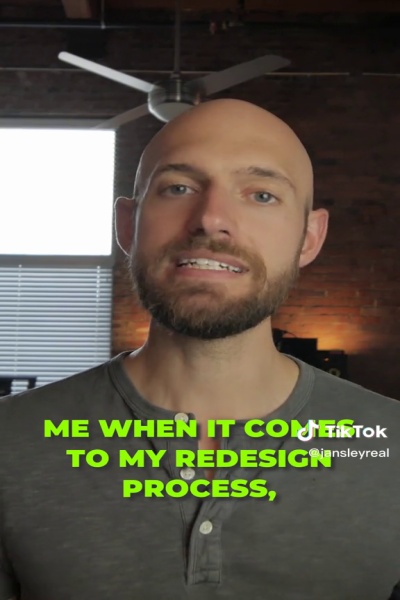 ME WHEN IT COMES
TikTok
@jansleyreal
TO MY REDESIGN
PROCESS,